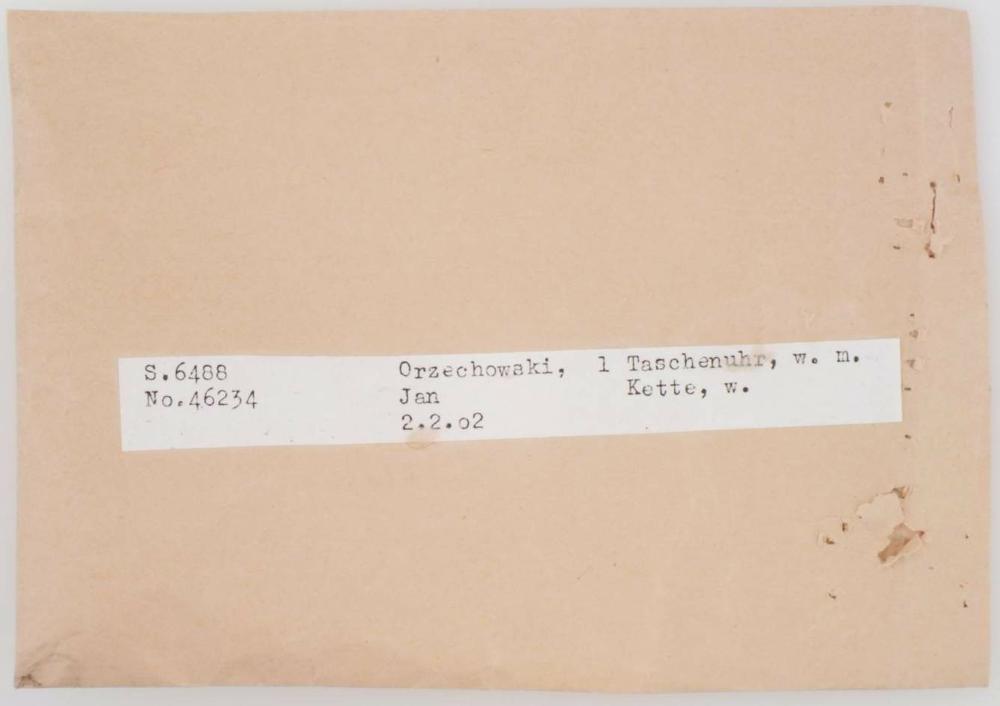 S.6488 Orzechowski, 1 Taschenuhr, w. m.
No.46234 Jan Kette, w.
2.2.o2